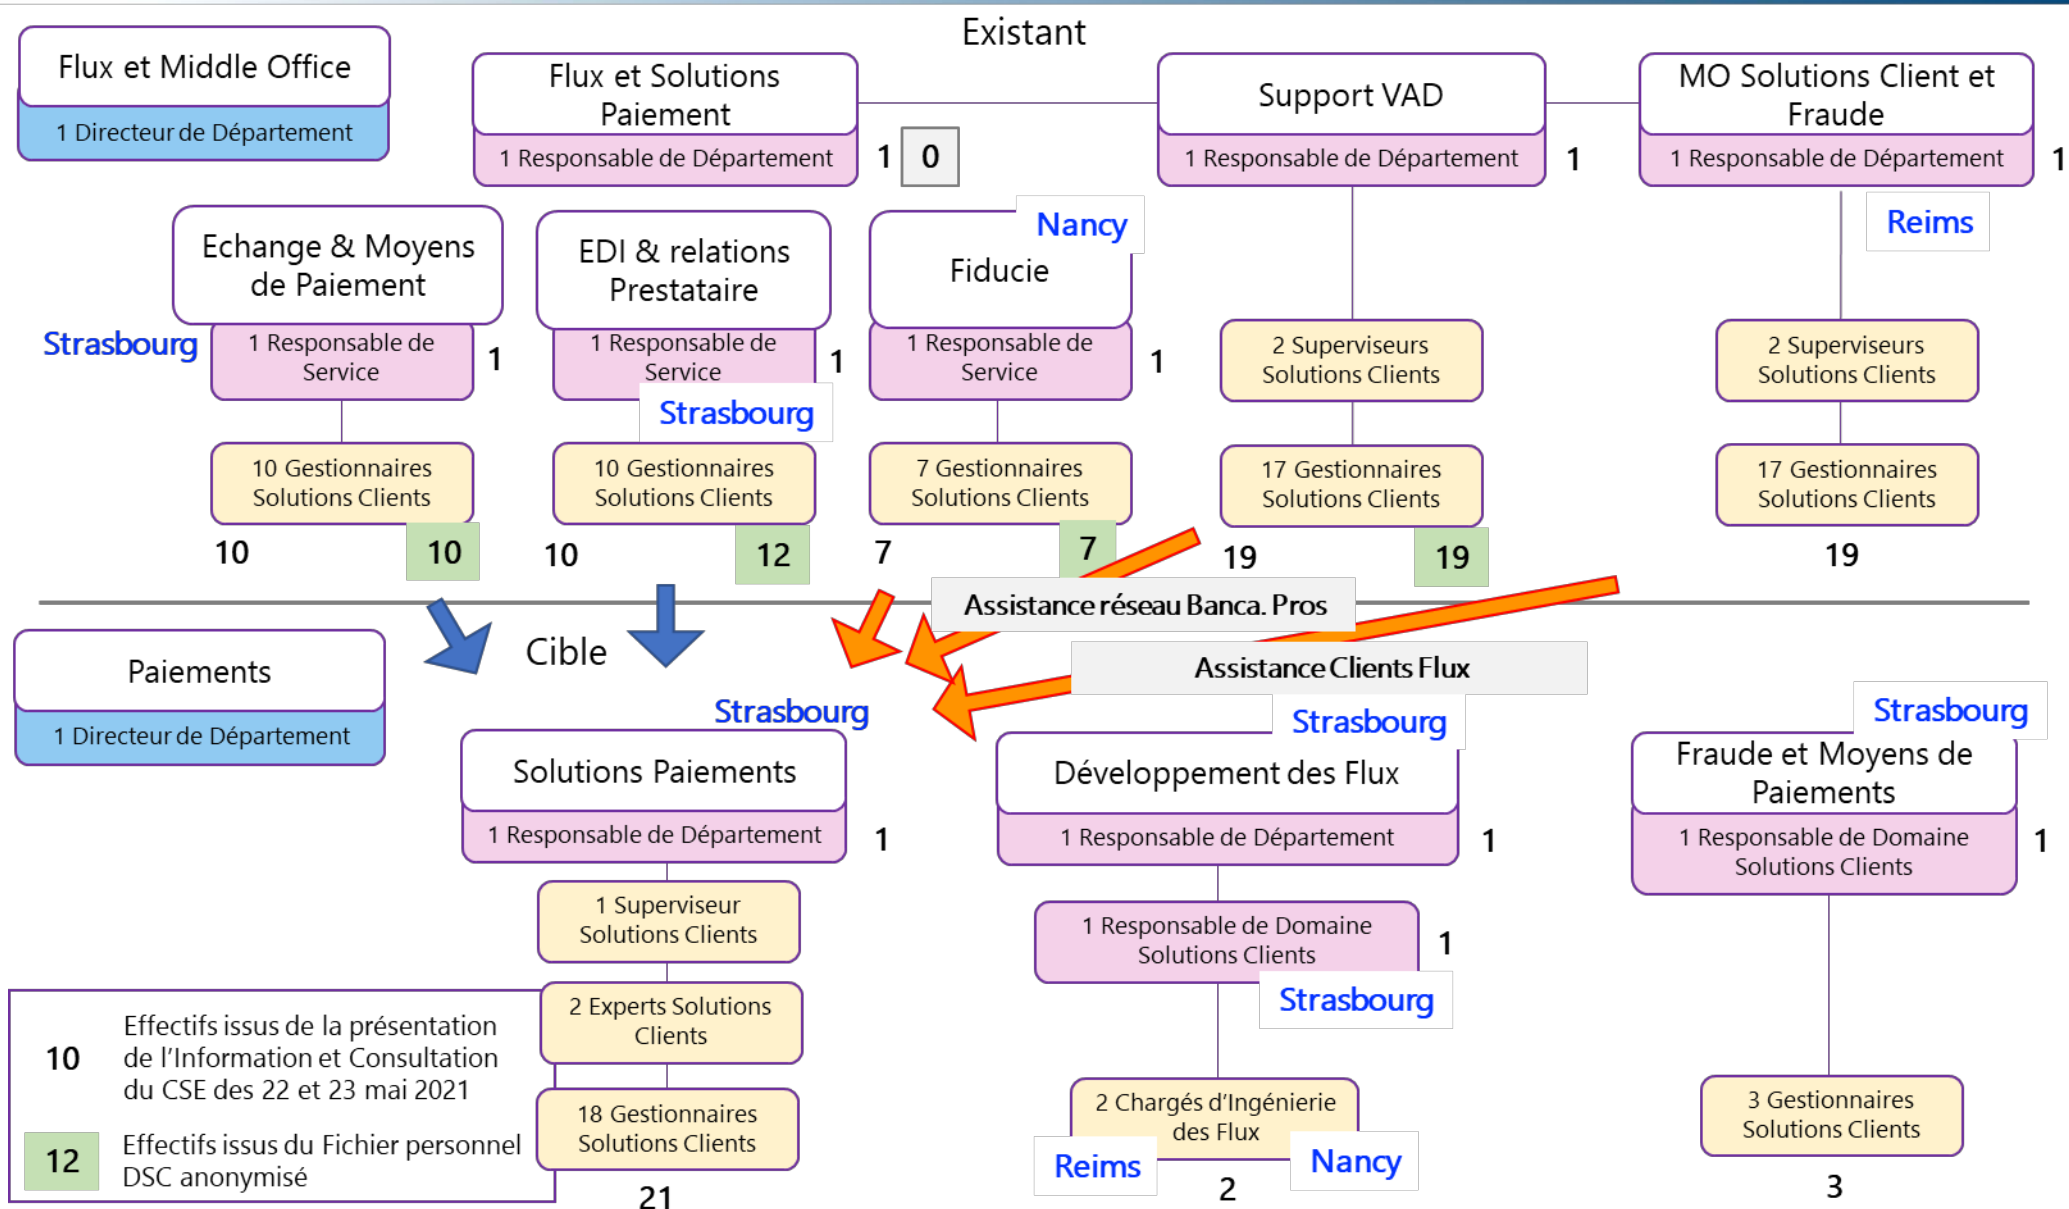 Existant
Flux et Middle Office
1 Directeur de Département
Flux et Solutions
Paiement
1 Responsable de Département
1
0
Support VAD
1 Responsable de Département
1
MO Solutions Client et
Fraude
1 Responsable de Département
1
Reims
Echange & Moyens
de Paiement
Strasbourg
1 Responsable de
Service
1
10 Gestionnaires
Solutions Clients
10
10
EDI & relations
Prestataire
1 Responsable de
Service
1
Strasbourg
10 Gestionnaires
Solutions Clients
10
12
Nancy
Fiducie
1 Responsable de
Service
1
7 Gestionnaires
Solutions Clients
7
7
2 Superviseurs
Solutions Clients
17 Gestionnaires
Solutions Clients
19
19
2 Superviseurs
Solutions Clients
17 Gestionnaires
Solutions Clients
19
Assistance réseau Banca. Pros
Assistance Clients Flux
Cible
Paiements
1 Directeur de Département
Strasbourg
Solutions Paiements
1 Responsable de Département
1
1 Superviseur
Solutions Clients
2 Experts Solutions
Clients
18 Gestionnaires
Solutions Clients
21
Strasbourg
Développement des Flux
1 Responsable de Département
1
1 Responsable de Domaine
Solutions Clients
1
Strasbourg
2 Chargés d'Ingénierie
des Flux
Reims
Nancy
2
Strasbourg
Fraude et Moyens de
Paiements
1 Responsable de Domaine
Solutions Clients
1
3 Gestionnaires
Solutions Clients
3
10
Effectifs issus de la présentation
de l'Information et Consultation
du CSE des 22 et 23 mai 2021
12
Effectifs issus du Fichier personnel
DSC anonymisé